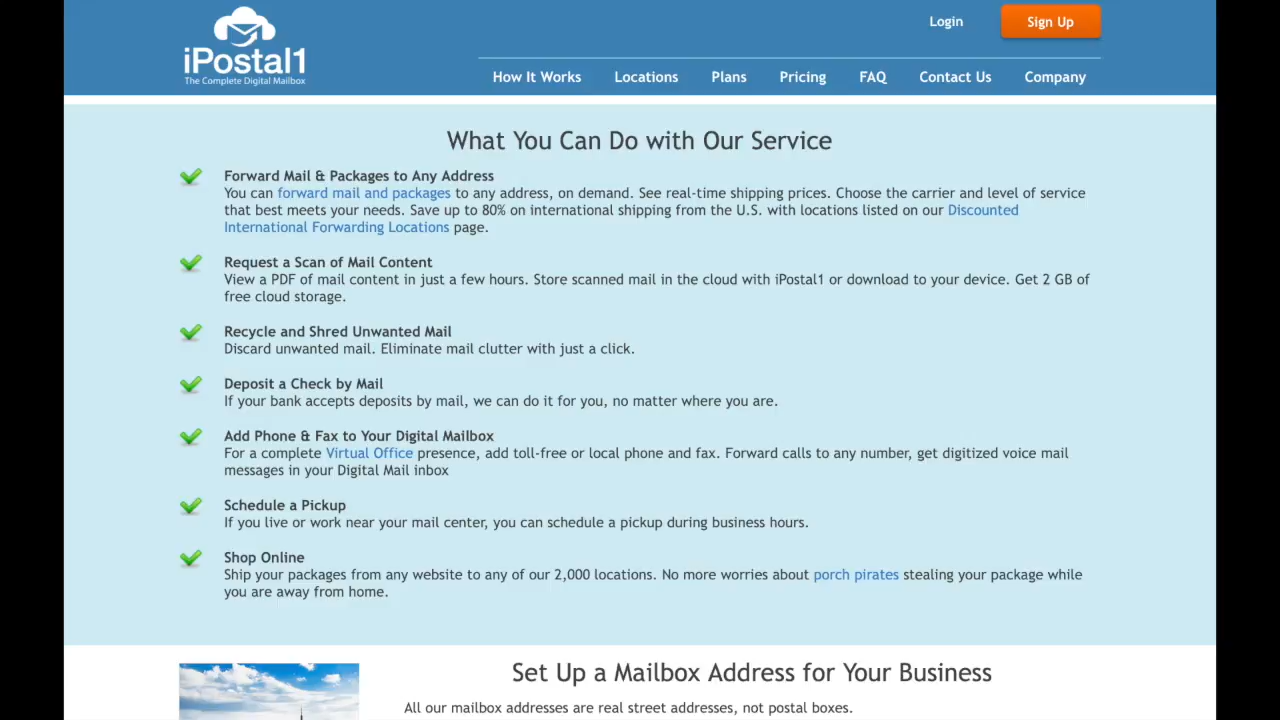 iPostal1
The Complete Digital Mailbox
Login
Sign Up
How It Works
Locations
Plans
Pricing
FAQ
Contact Us
Company
What You Can Do with Our Service
Forward Mail & Packages to Any Address
You can forward mail and packages to any address, on demand. See real-time shipping prices. Choose the carrier and level of service
that best meets your needs. Save up to 80% on international shipping from the U.S. with locations listed on our Discounted
International Forwarding Locations page.
Request a Scan of Mail Content
View a PDF of mail content in just a few hours. Store scanned mail in the cloud with iPostal1 or download to your device. Get 2 GB of
free cloud storage.
Recycle and Shred Unwanted Mail
Discard unwanted mail. Eliminate mail clutter with just a click.
Deposit a Check by Mail
If your bank accepts deposits by mail, we can do it for you, no matter where you are.
Add Phone & Fax to Your Digital Mailbox
For a complete Virtual Office presence, add toll-free or local phone and fax. Forward calls to any number, get digitized voice mail
messages in your Digital Mail inbox
Schedule a Pickup
If you live or work near your mail center, you can schedule a pickup during business hours.
Shop Online
Ship your packages from any website to any of our 2,000 locations. No more worries about porch pirates stealing your package while
you are away from home.
Set Up a Mailbox Address for Your Business
All our mailbox addresses are real street addresses, not postal boxes.